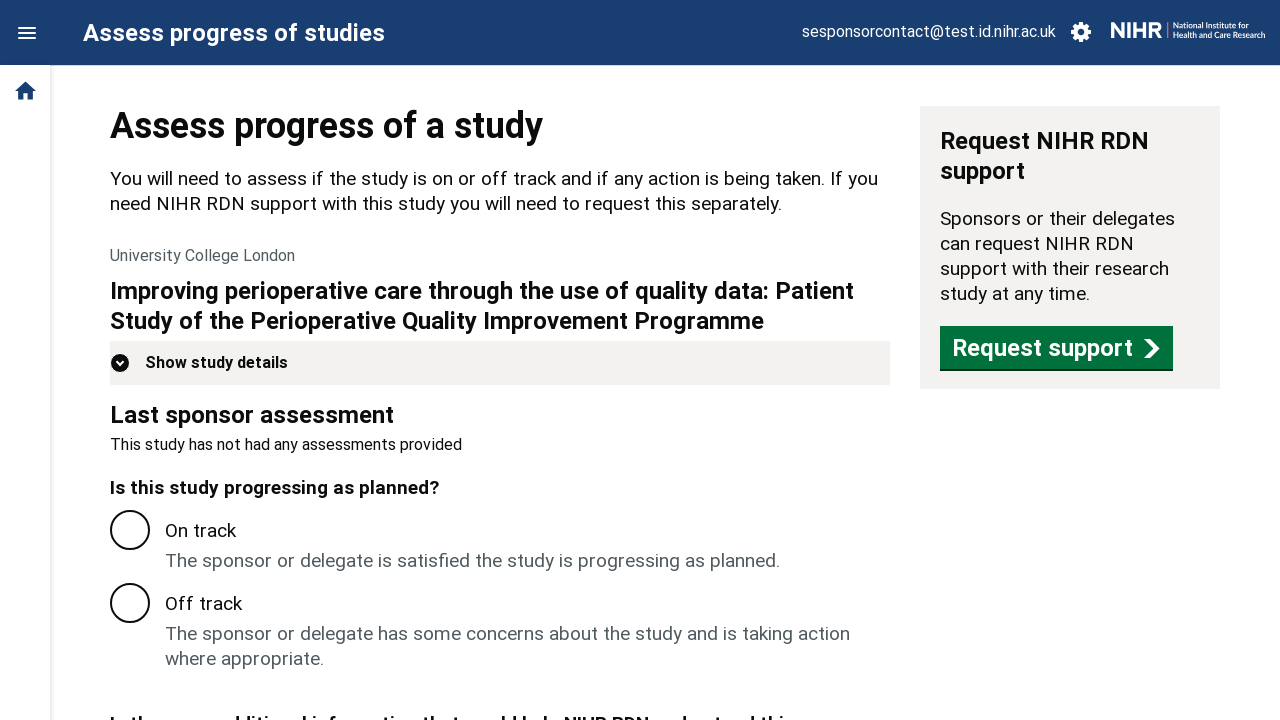 Assess progress of studies
sesponsorcontact@test.id.nihr.ac.uk
NIHR
National Institute for
Health and Care Research
Assess progress of a study
You will need to assess if the study is on or off track and if any action is being taken. If you
need NIHR RDN support with this study you will need to request this separately.
University College London
Improving perioperative care through the use of quality data: Patient
Study of the Perioperative Quality Improvement Programme
Show study details
Last sponsor assessment
This study has not had any assessments provided
Is this study progressing as planned?
On track
The sponsor or delegate is satisfied the study is progressing as planned.
Off track
The sponsor or delegate has some concerns about the study and is taking action
where appropriate.
Request NIHR RDN
support
Sponsors or their delegates
can request NIHR RDN
support with their research
study at any time.
Request support